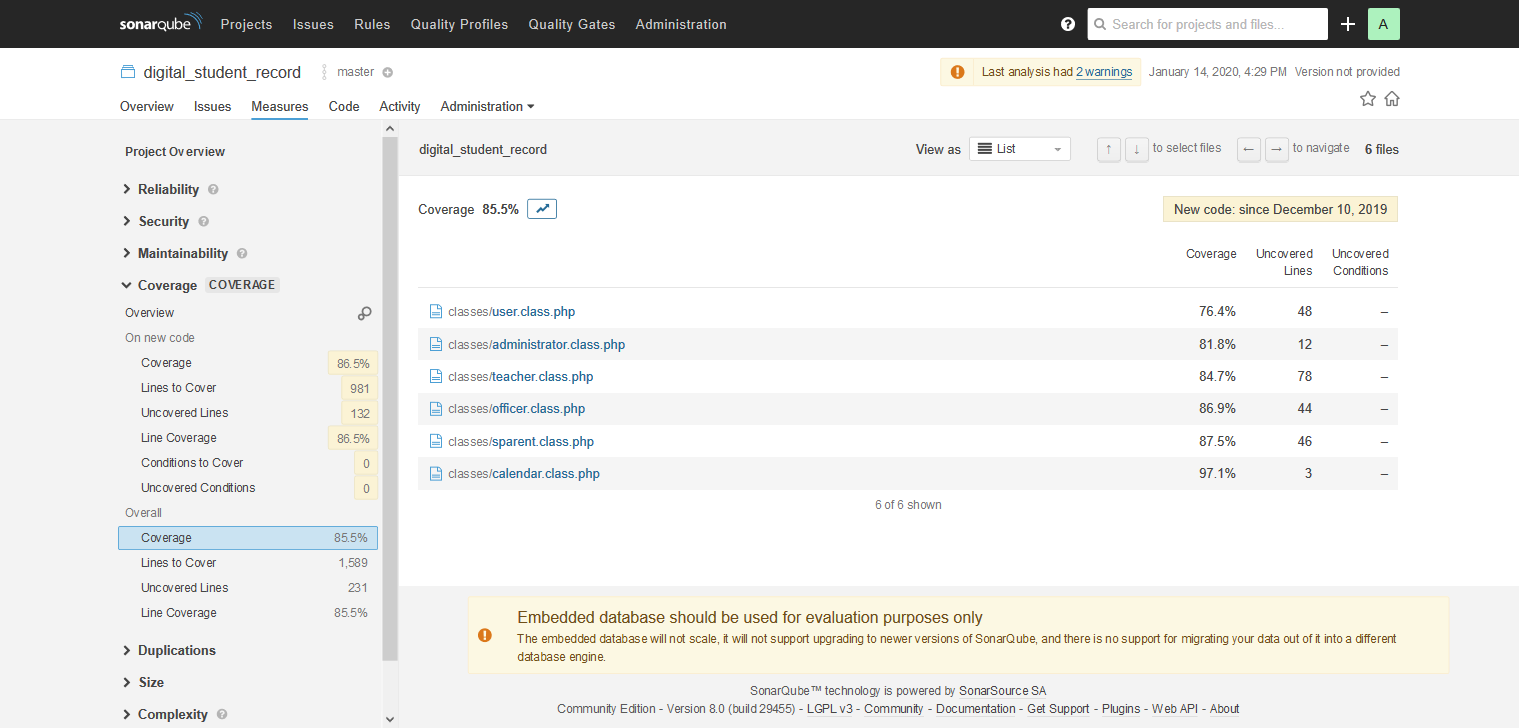 sonarqube Projects Issues Rules Quality Profiles Quality Gates Administration ? Search for projects and files... + A
digital_student_record master Last analysis had 2 warnings January 14, 2020, 4:29 PM Version not provided
Overview Issues Measures Code Activity Administration
Project Overview
Reliability ?
Security ?
Maintainability ?
Coverage COVERAGE
Overview
On new code
Coverage 86.5%
Lines to Cover 981
Uncovered Lines 132
Line Coverage 86.5%
Conditions to Cover 0
Uncovered Conditions 0
Overall
Coverage 85.5%
Lines to Cover 1,589
Uncovered Lines 231
Line Coverage 85.5%
Duplications
Size
Complexity ?
digital_student_record View as List ↑ ↓ to select files ← → to navigate 6 files
Coverage 85.5% New code: since December 10, 2019
Coverage Uncovered Uncovered
Lines Conditions
classes/user.class.php 76.4% 48 –
classes/administrator.class.php 81.8% 12 –
classes/teacher.class.php 84.7% 78 –
classes/officer.class.php 86.9% 44 –
classes/sparent.class.php 87.5% 46 –
classes/calendar.class.php 97.1% 3 –
6 of 6 shown
Embedded database should be used for evaluation purposes only
The embedded database will not scale, it will not support upgrading to newer versions of SonarQube, and there is no support for migrating your data out of it into a different
database engine.
SonarQube™ technology is powered by SonarSource SA
Community Edition - Version 8.0 (build 29455) - LGPL v3 - Community - Documentation - Get Support - Plugins - Web API - About